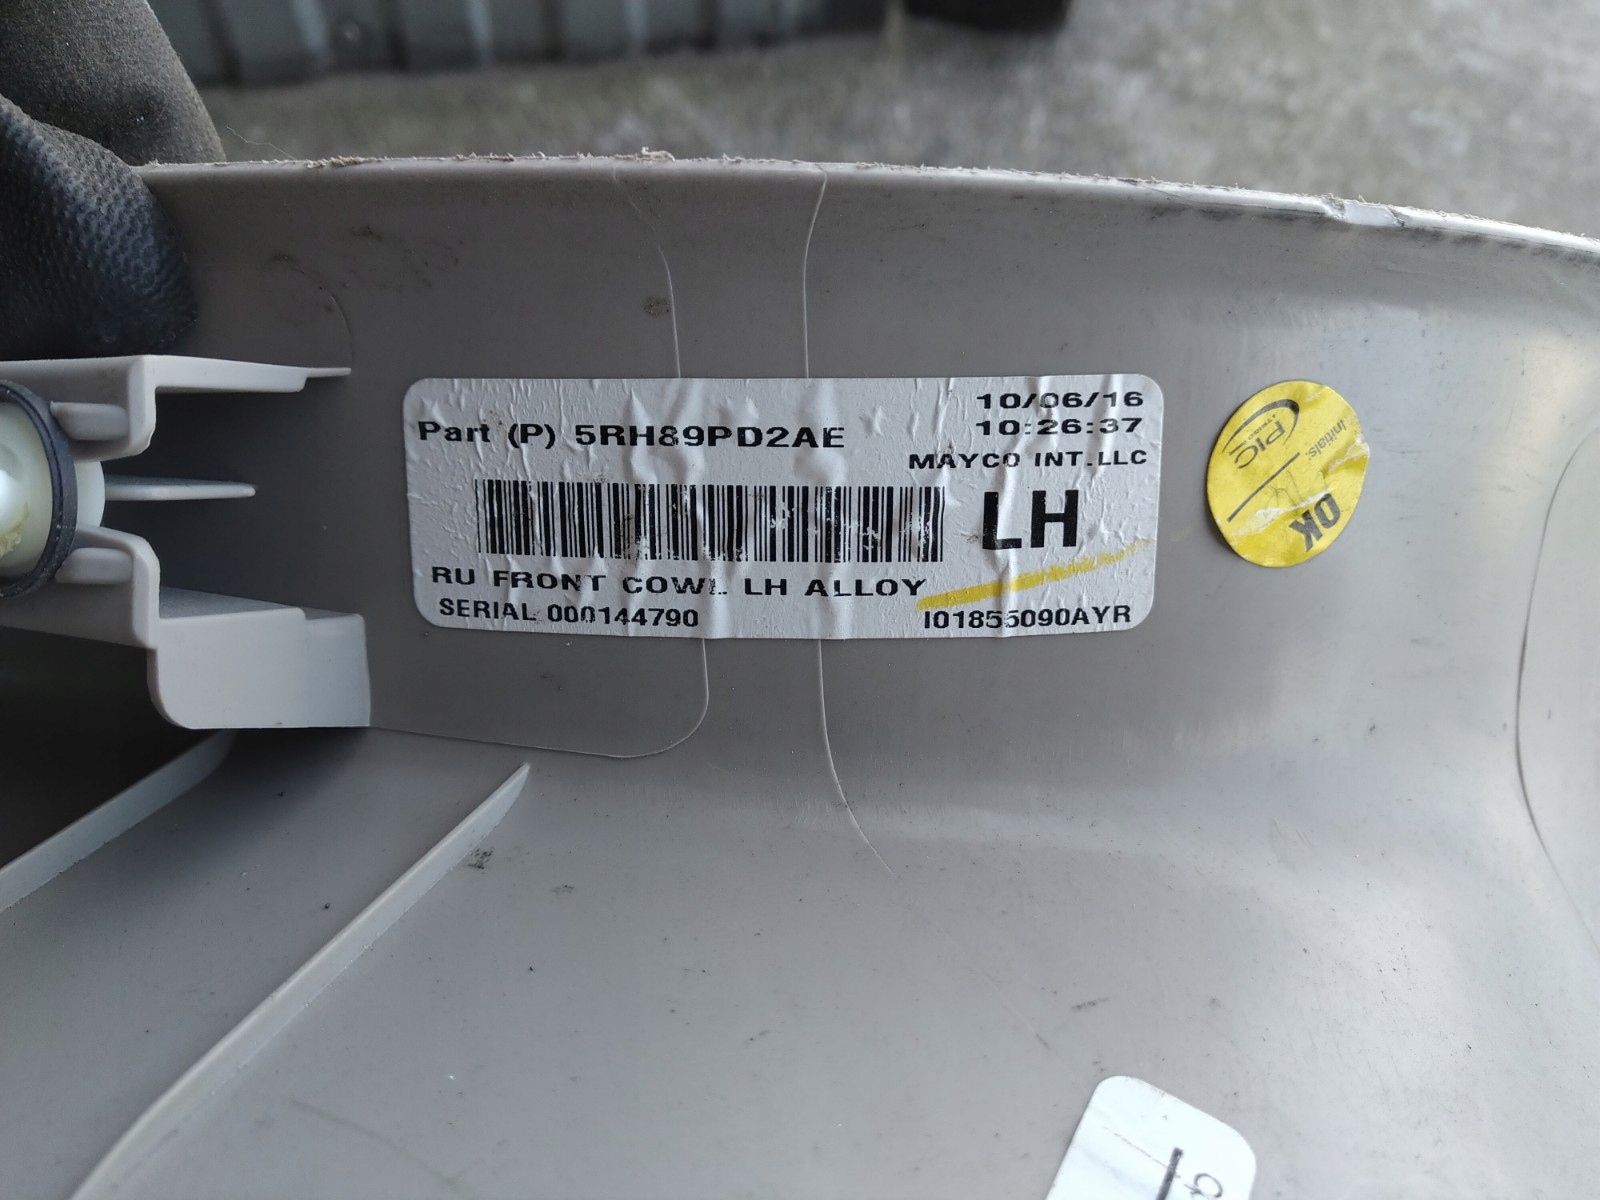 10/06/16
Part (P) 5RH89PD2AE
10:26:37
MAYCO INT.LLC
LH
RU FRONT COWL LH ALLOY
SERIAL 000144790
I01855090AYR
PIC
Initials:
OK